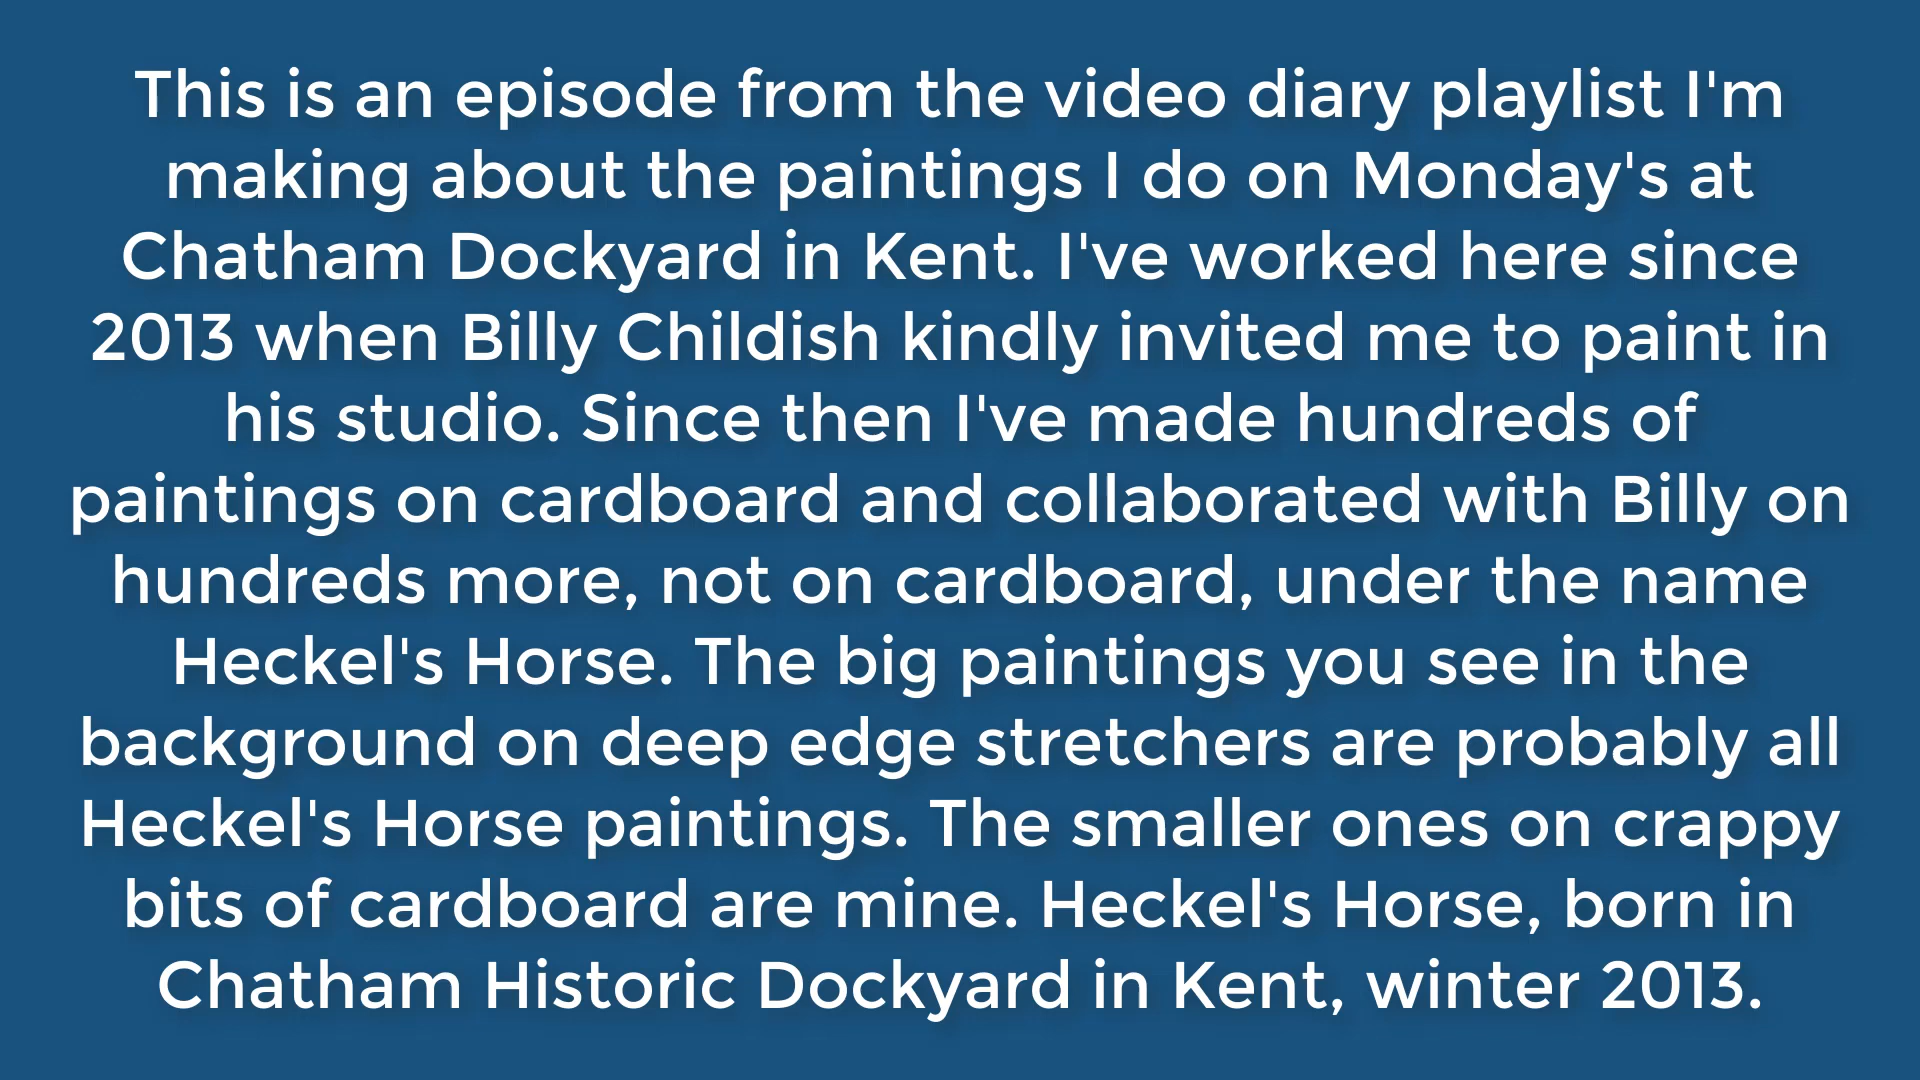 This is an episode from the video diary playlist I'm
making about the paintings I do on Monday's at
Chatham Dockyard in Kent. I've worked here since
2013 when Billy Childish kindly invited me to paint in
his studio. Since then I've made hundreds of
paintings on cardboard and collaborated with Billy on
hundreds more, not on cardboard, under the name
Heckel's Horse. The big paintings you see in the
background on deep edge stretchers are probably all
Heckel's Horse paintings. The smaller ones on crappy
bits of cardboard are mine. Heckel's Horse, born in
Chatham Historic Dockyard in Kent, winter 2013.